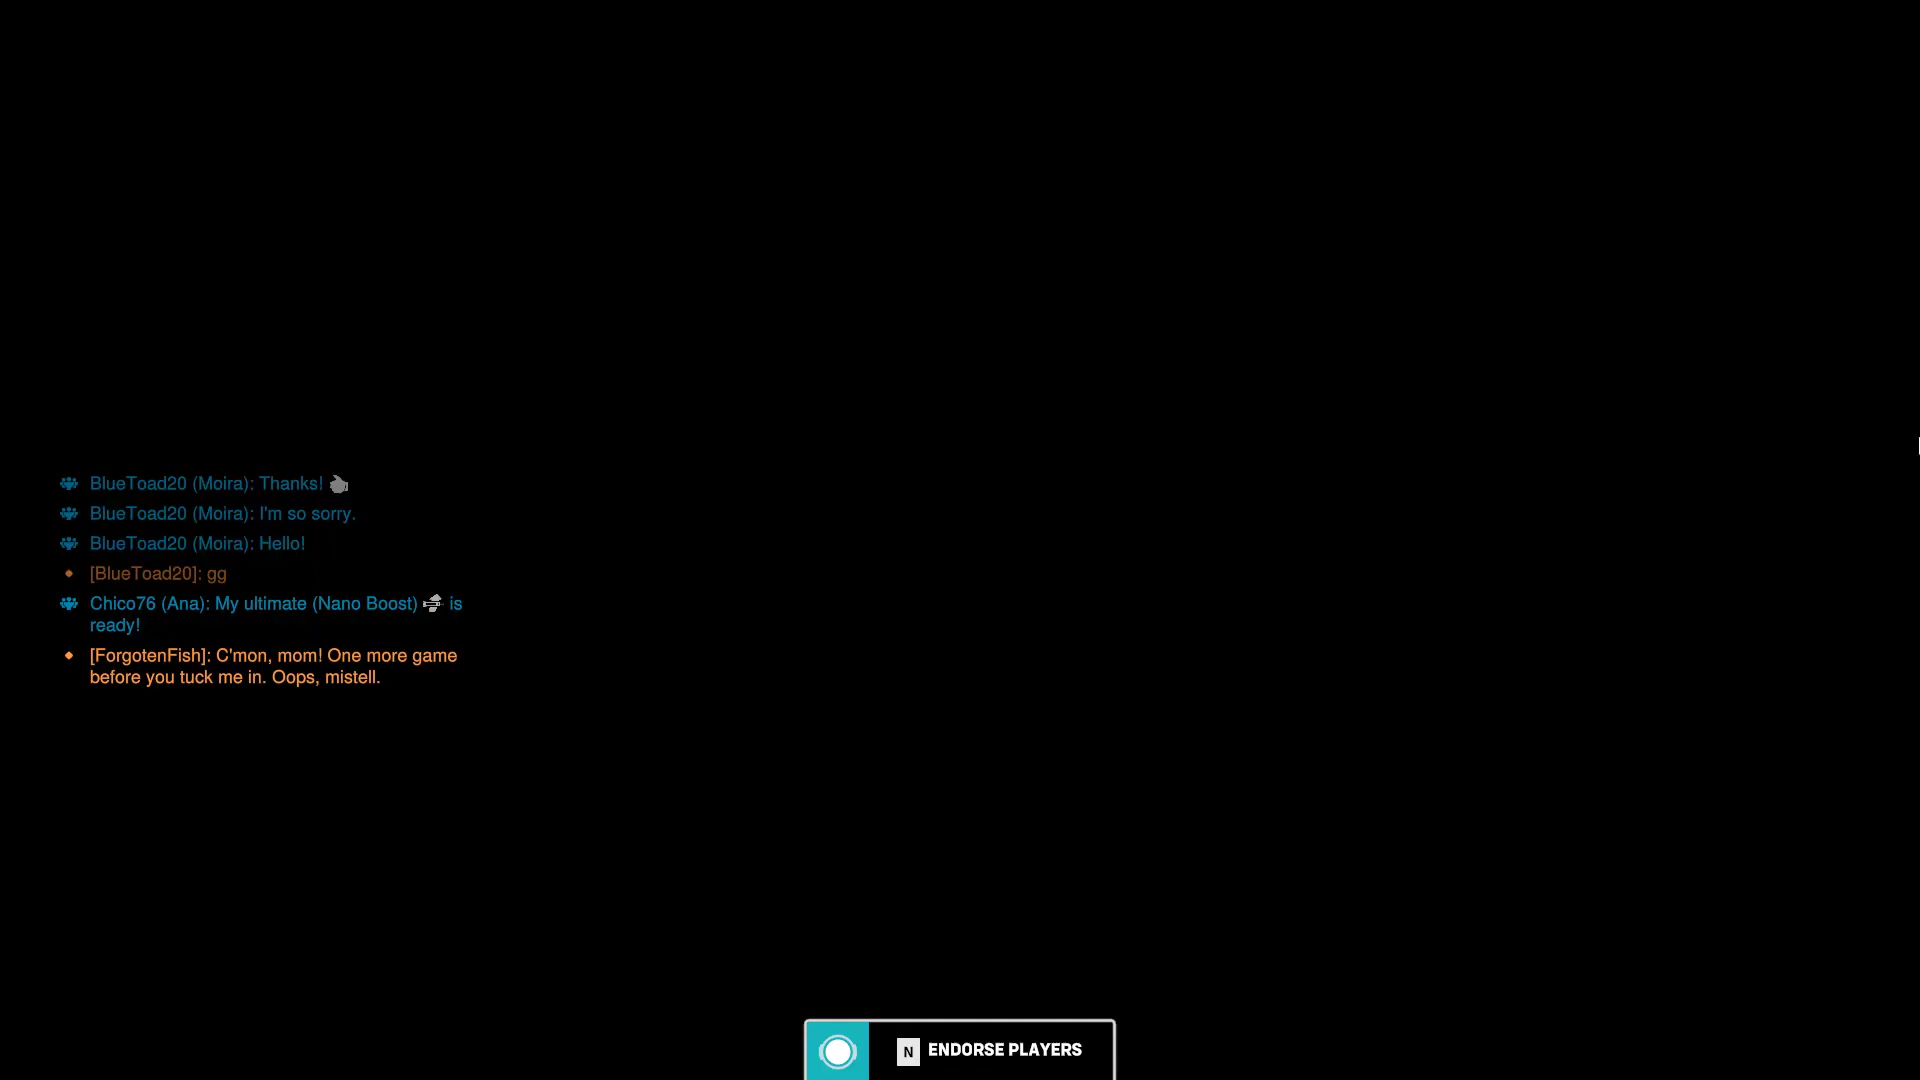 BlueToad20 (Moira): Thanks!
BlueToad20 (Moira): I'm so sorry.
BlueToad20 (Moira): Hello!
[BlueToad20]: gg
Chico76 (Ana): My ultimate (Nano Boost) is
ready!
[ForgotenFish]: C'mon, mom! One more game
before you tuck me in. Oops, mistell.
N ENDORSE PLAYERS